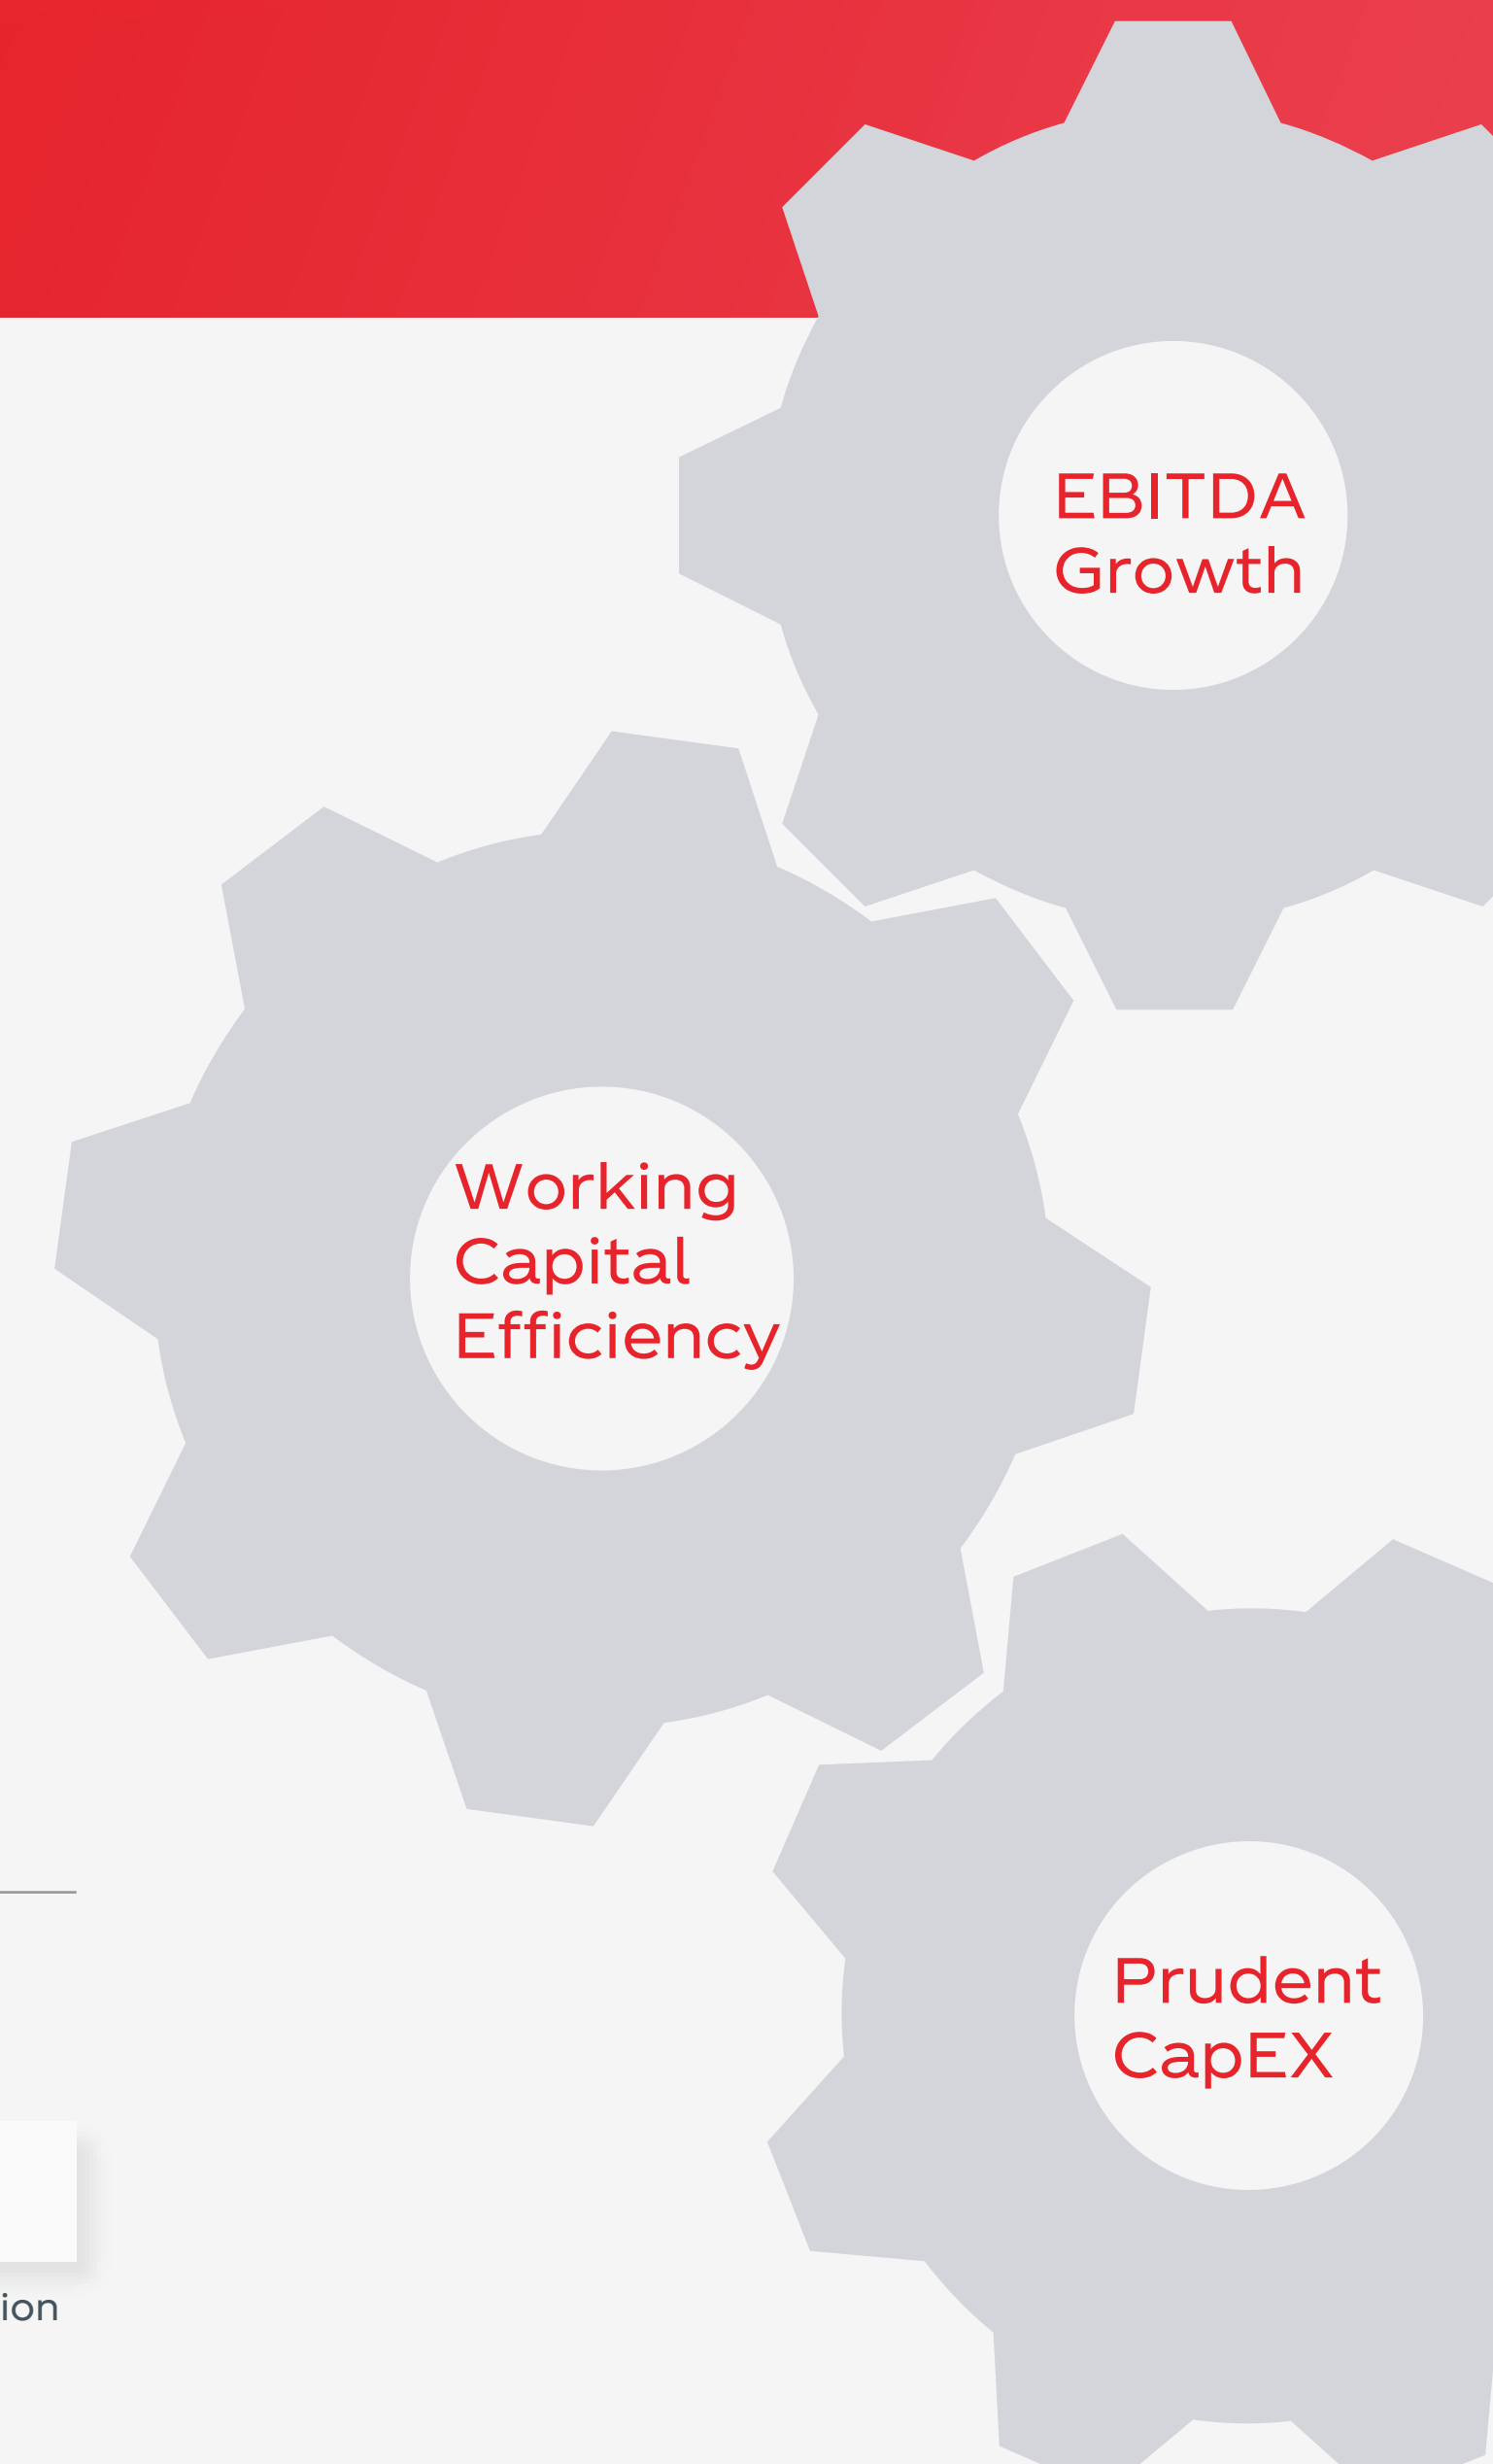 EBITDA
Growth
Working
Capital
Efficiency
Prudent
CapEX
ion